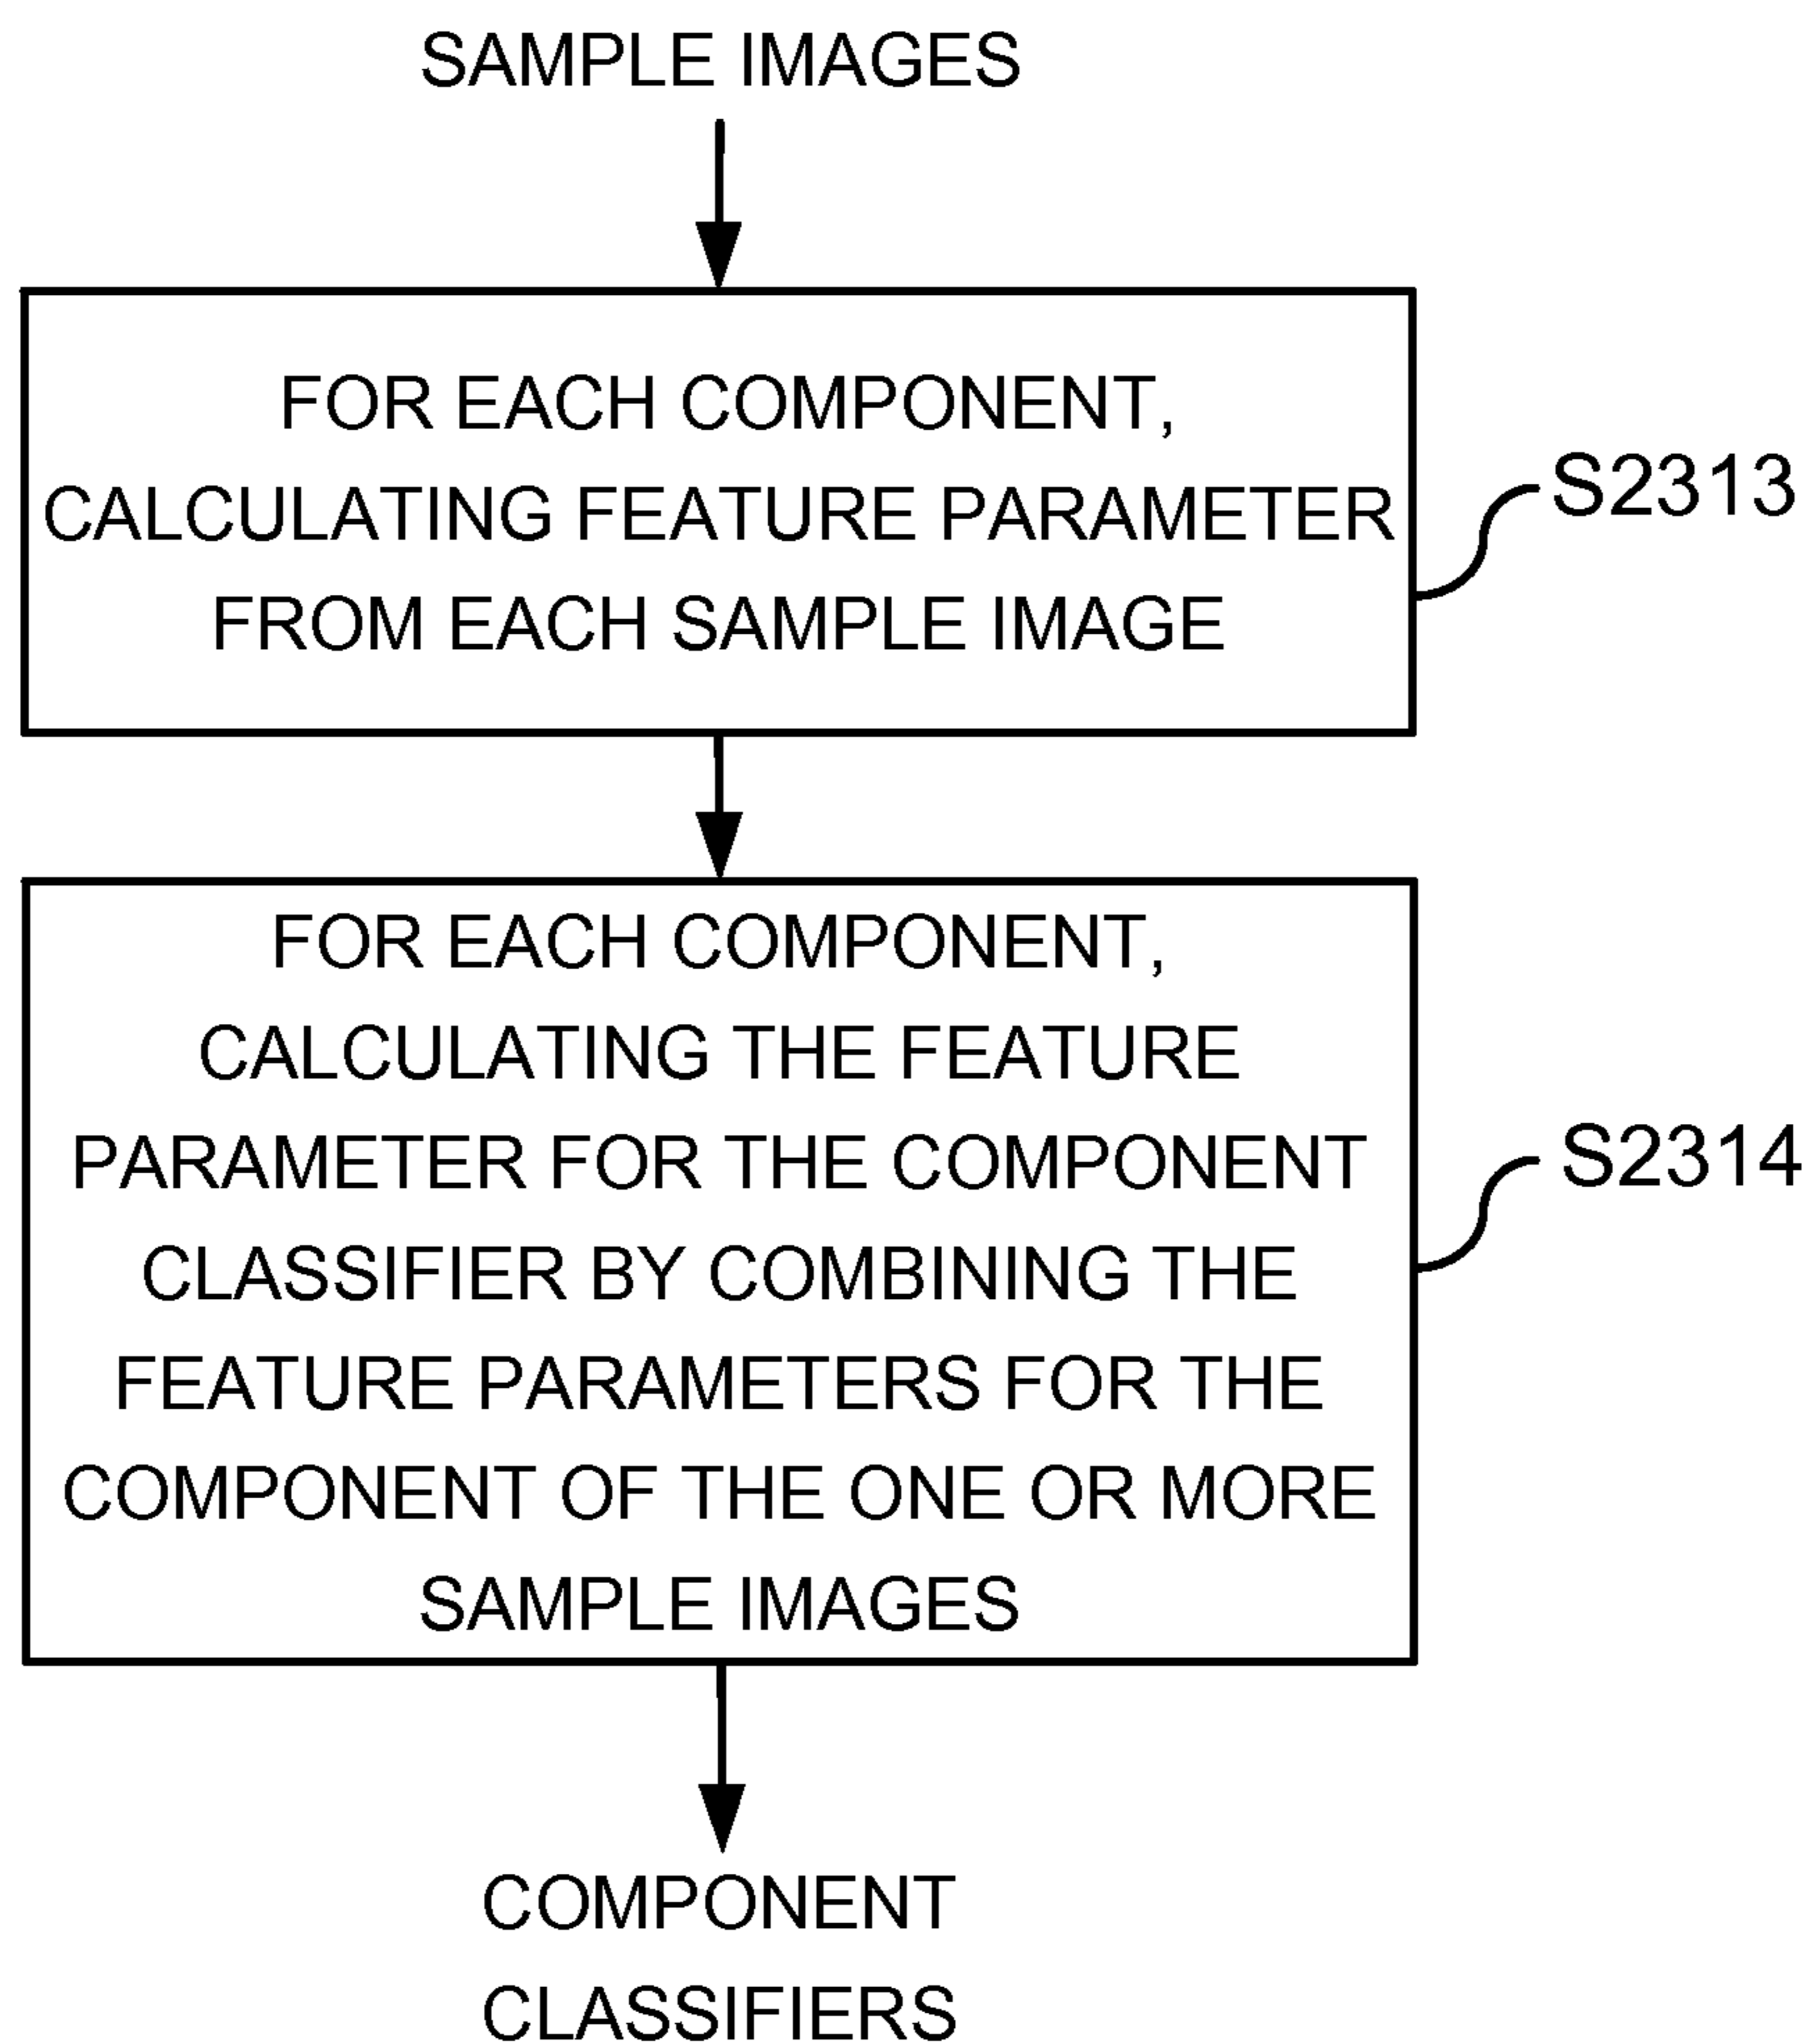 SAMPLE IMAGES
FOR EACH COMPONENT,
CALCULATING FEATURE PARAMETER
FROM EACH SAMPLE IMAGE
S2313
FOR EACH COMPONENT,
CALCULATING THE FEATURE
PARAMETER FOR THE COMPONENT
CLASSIFIER BY COMBINING THE
FEATURE PARAMETERS FOR THE
COMPONENT OF THE ONE OR MORE
SAMPLE IMAGES
S2314
COMPONENT
CLASSIFIERS